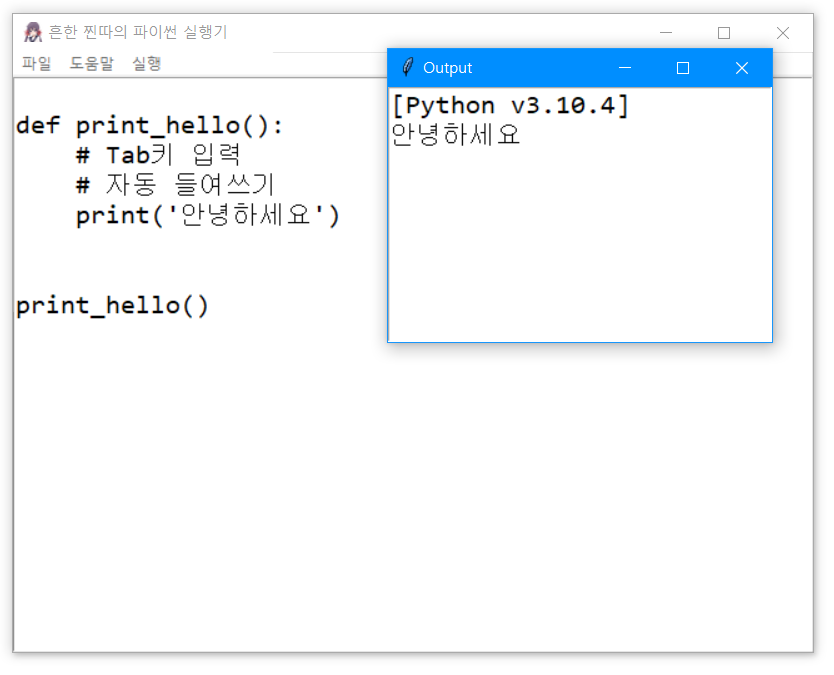 흔한 찐따의 파이썬 실행기
파일 도움말 실행
def print_hello():
    # Tab키 입력
    # 자동 들여쓰기
    print('안녕하세요')
print_hello()
Output
[Python v3.10.4]
안녕하세요